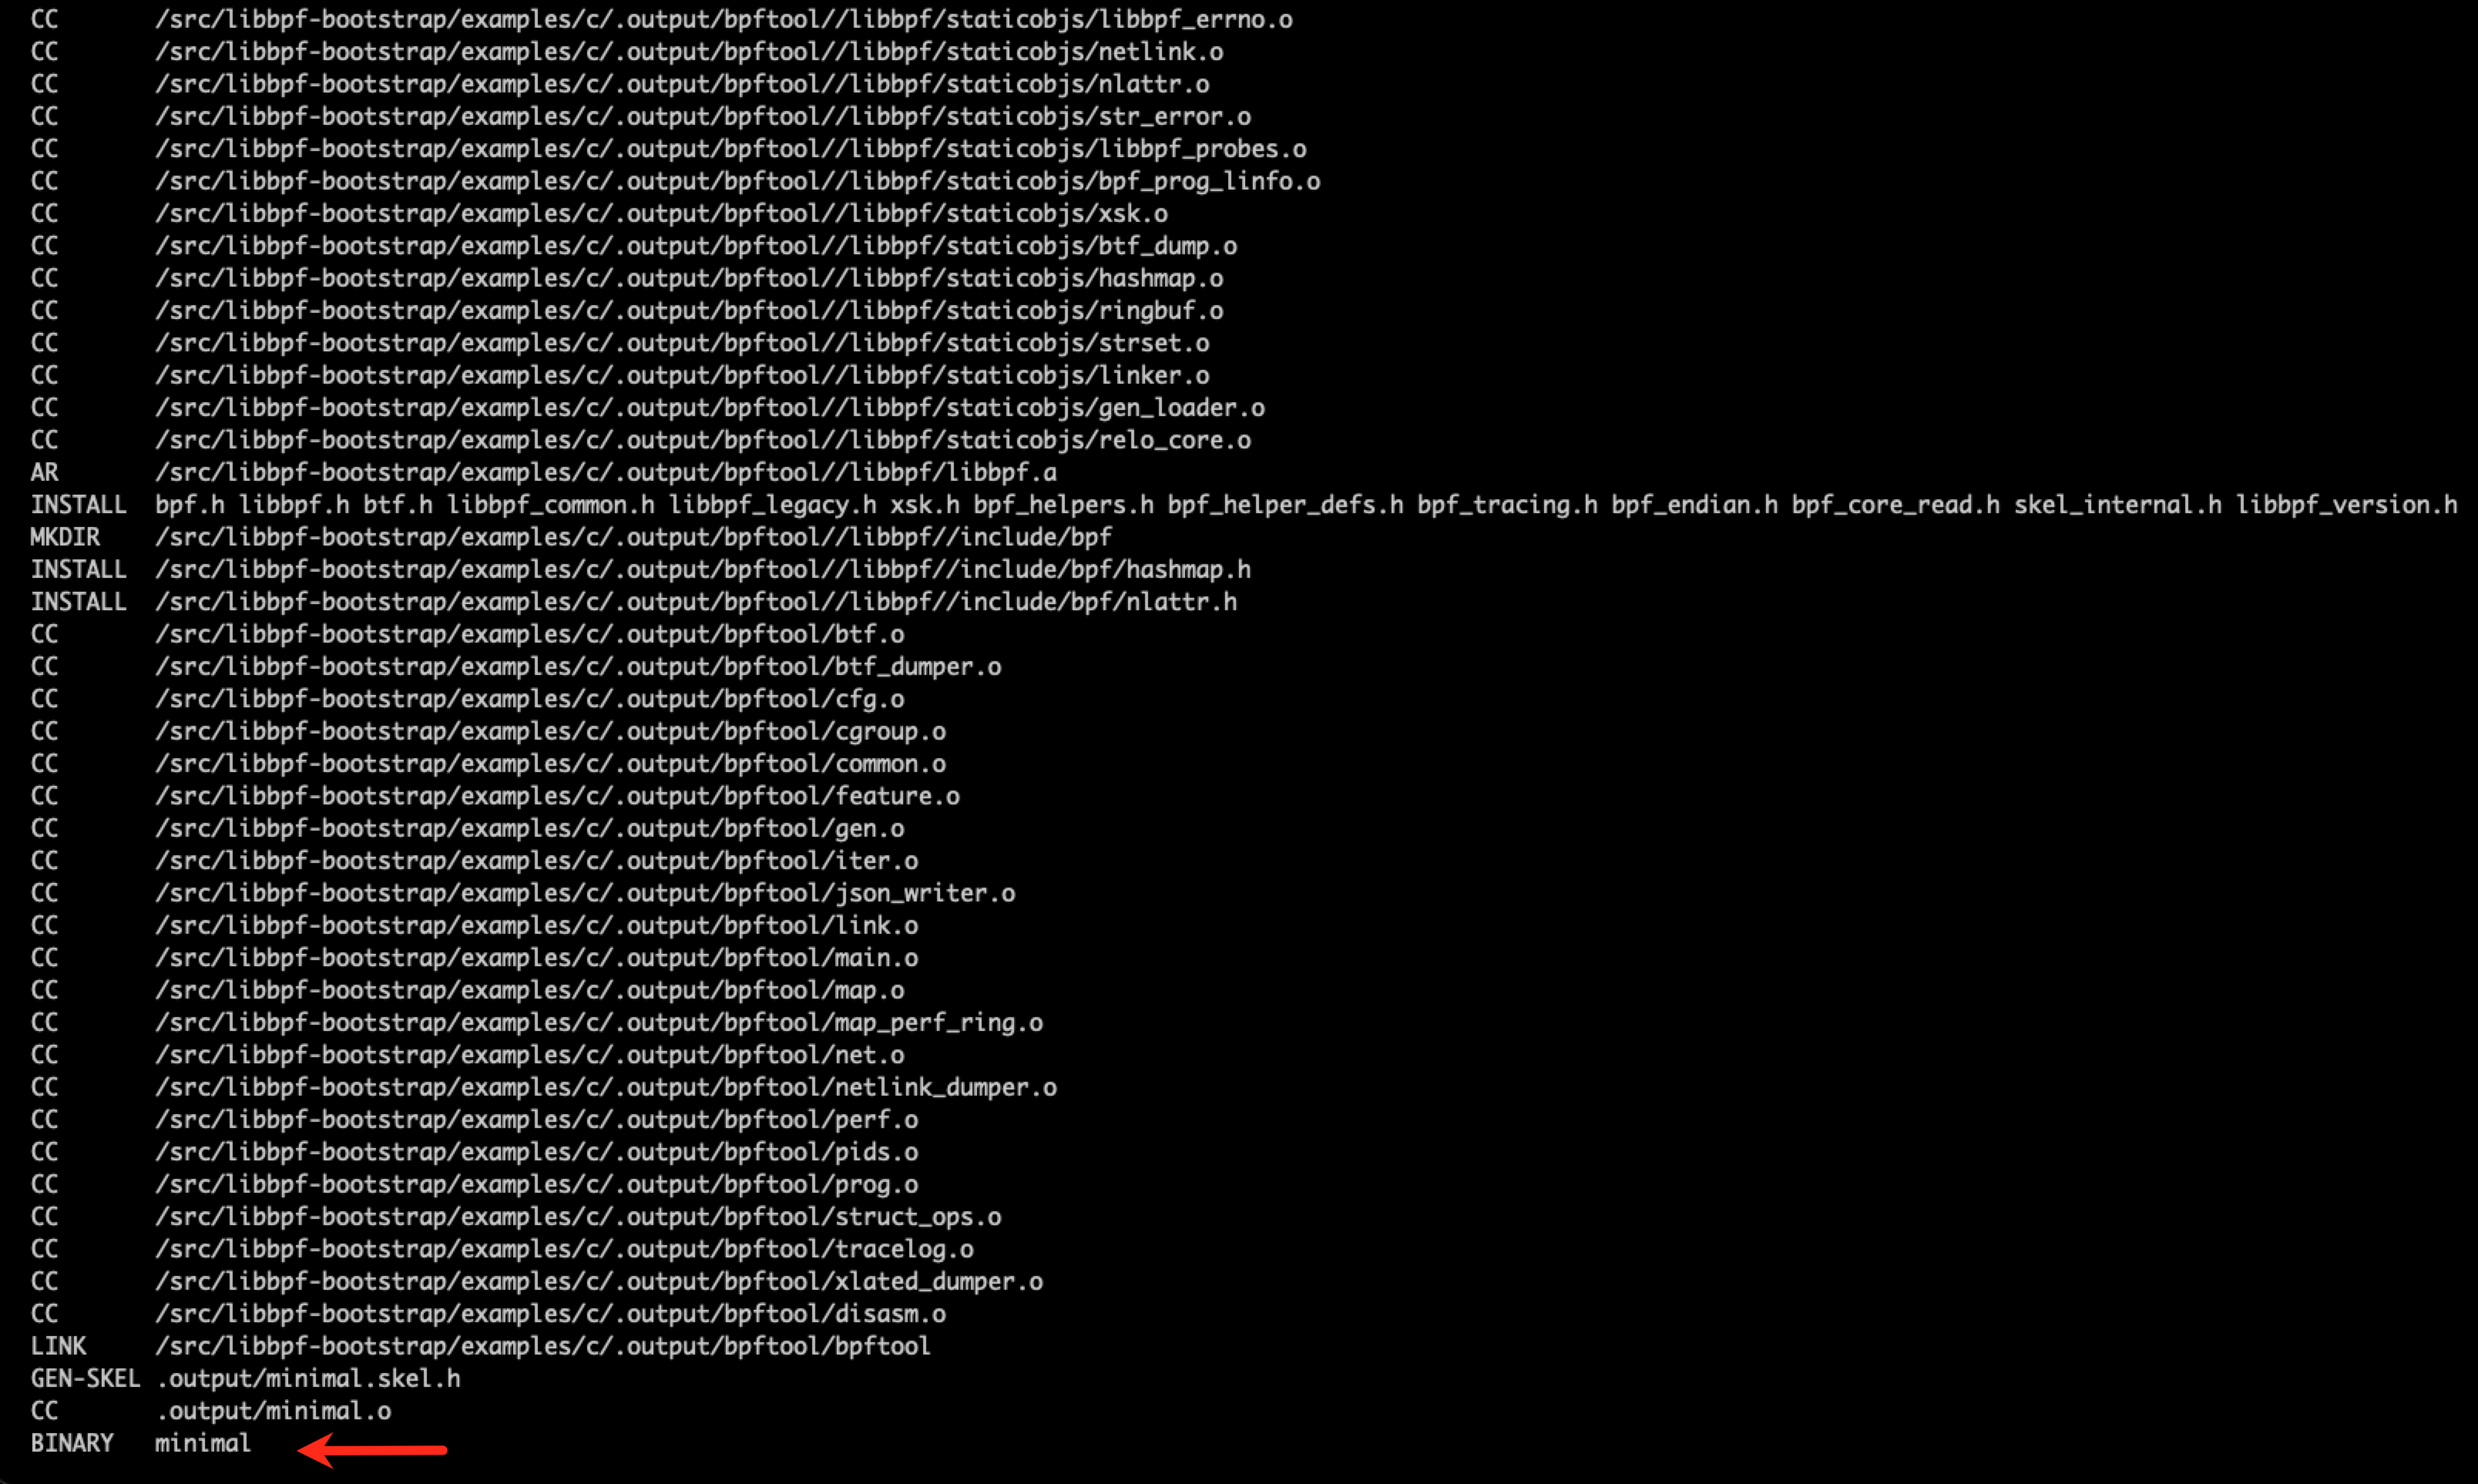 CC /src/libbpf-bootstrap/examples/c/.output/bpftool//libbpf/staticobjs/libbpf_errno.o
CC /src/libbpf-bootstrap/examples/c/.output/bpftool//libbpf/staticobjs/netlink.o
CC /src/libbpf-bootstrap/examples/c/.output/bpftool//libbpf/staticobjs/nlattr.o
CC /src/libbpf-bootstrap/examples/c/.output/bpftool//libbpf/staticobjs/str_error.o
CC /src/libbpf-bootstrap/examples/c/.output/bpftool//libbpf/staticobjs/libbpf_probes.o
CC /src/libbpf-bootstrap/examples/c/.output/bpftool//libbpf/staticobjs/bpf_prog_linfo.o
CC /src/libbpf-bootstrap/examples/c/.output/bpftool//libbpf/staticobjs/xsk.o
CC /src/libbpf-bootstrap/examples/c/.output/bpftool//libbpf/staticobjs/btf_dump.o
CC /src/libbpf-bootstrap/examples/c/.output/bpftool//libbpf/staticobjs/hashmap.o
CC /src/libbpf-bootstrap/examples/c/.output/bpftool//libbpf/staticobjs/ringbuf.o
CC /src/libbpf-bootstrap/examples/c/.output/bpftool//libbpf/staticobjs/strset.o
CC /src/libbpf-bootstrap/examples/c/.output/bpftool//libbpf/staticobjs/linker.o
CC /src/libbpf-bootstrap/examples/c/.output/bpftool//libbpf/staticobjs/gen_loader.o
CC /src/libbpf-bootstrap/examples/c/.output/bpftool//libbpf/staticobjs/relo_core.o
AR /src/libbpf-bootstrap/examples/c/.output/bpftool//libbpf/libbpf.a
INSTALL bpf.h libbpf.h btf.h libbpf_common.h libbpf_legacy.h xsk.h bpf_helpers.h bpf_helper_defs.h bpf_tracing.h bpf_endian.h bpf_core_read.h skel_internal.h libbpf_version.h
MKDIR /src/libbpf-bootstrap/examples/c/.output/bpftool//libbpf//include/bpf
INSTALL /src/libbpf-bootstrap/examples/c/.output/bpftool//libbpf//include/bpf/hashmap.h
INSTALL /src/libbpf-bootstrap/examples/c/.output/bpftool//libbpf//include/bpf/nlattr.h
CC /src/libbpf-bootstrap/examples/c/.output/bpftool/btf.o
CC /src/libbpf-bootstrap/examples/c/.output/bpftool/btf_dumper.o
CC /src/libbpf-bootstrap/examples/c/.output/bpftool/cfg.o
CC /src/libbpf-bootstrap/examples/c/.output/bpftool/cgroup.o
CC /src/libbpf-bootstrap/examples/c/.output/bpftool/common.o
CC /src/libbpf-bootstrap/examples/c/.output/bpftool/feature.o
CC /src/libbpf-bootstrap/examples/c/.output/bpftool/gen.o
CC /src/libbpf-bootstrap/examples/c/.output/bpftool/iter.o
CC /src/libbpf-bootstrap/examples/c/.output/bpftool/json_writer.o
CC /src/libbpf-bootstrap/examples/c/.output/bpftool/link.o
CC /src/libbpf-bootstrap/examples/c/.output/bpftool/main.o
CC /src/libbpf-bootstrap/examples/c/.output/bpftool/map.o
CC /src/libbpf-bootstrap/examples/c/.output/bpftool/map_perf_ring.o
CC /src/libbpf-bootstrap/examples/c/.output/bpftool/net.o
CC /src/libbpf-bootstrap/examples/c/.output/bpftool/netlink_dumper.o
CC /src/libbpf-bootstrap/examples/c/.output/bpftool/perf.o
CC /src/libbpf-bootstrap/examples/c/.output/bpftool/pids.o
CC /src/libbpf-bootstrap/examples/c/.output/bpftool/prog.o
CC /src/libbpf-bootstrap/examples/c/.output/bpftool/struct_ops.o
CC /src/libbpf-bootstrap/examples/c/.output/bpftool/tracelog.o
CC /src/libbpf-bootstrap/examples/c/.output/bpftool/xlated_dumper.o
CC /src/libbpf-bootstrap/examples/c/.output/bpftool/disasm.o
LINK /src/libbpf-bootstrap/examples/c/.output/bpftool/bpftool
GEN-SKEL .output/minimal.skel.h
CC .output/minimal.o
BINARY minimal